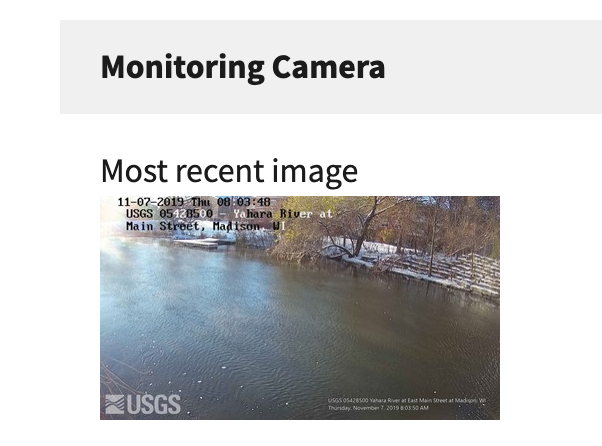 Monitoring Camera
Most recent image
11-07-2019 Thu 08:03:48
USGS 05428500 - Yahara River at
Main Street, Madison, WI
USGS
USGS 05428500 Yahara River at East Main Street at Madison, WI
Thursday, November 7, 2019 8:03:50 AM